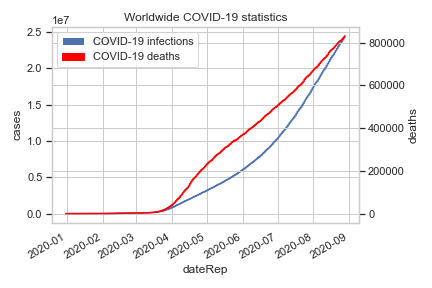 Worldwide COVID-19 statistics
1e7
COVID-19 infections
COVID-19 deaths
2.5
2.0
1.5
1.0
0.5
0.0
cases
800000
600000
400000
200000
0
deaths
2020-01
2020-02
2020-03
2020-04
2020-05
2020-06
2020-07
2020-08
2020-09
dateRep